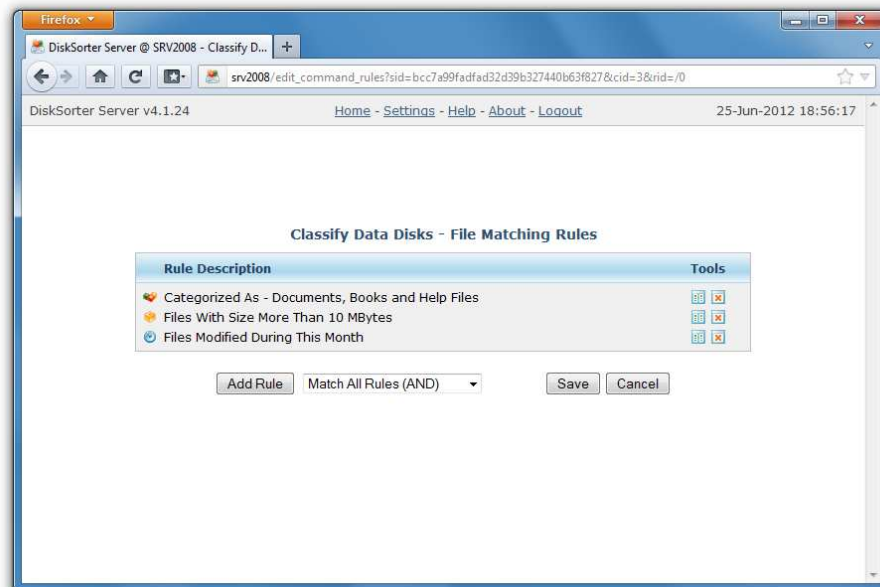 Firefox
DiskSorter Server @ SRV2008 - Classify D...
srv2008/edit_command_rules?sid=bcc7a99fadfad32d39b327440b63f827&cid=3&rid=/0
DiskSorter Server v4.1.24 Home - Settings - Help - About - Logout 25-Jun-2012 18:56:17
Classify Data Disks - File Matching Rules
Rule Description Tools
Categorized As - Documents, Books and Help Files
Files With Size More Than 10 MBytes
Files Modified During This Month
Add Rule Match All Rules (AND) Save Cancel